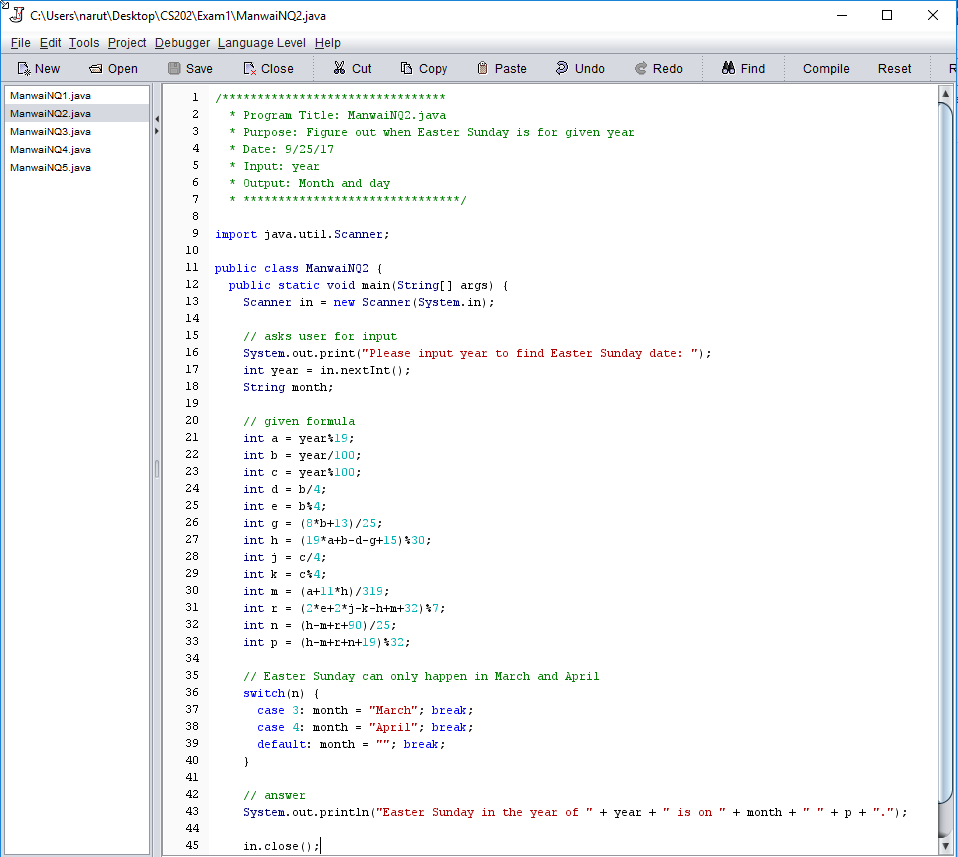 C:\Users\narut\Desktop\CS202\Exam1\ManwaiNQ2.java
File Edit Tools Project Debugger Language Level Help
New Open Save Close Cut Copy Paste Undo Redo Find Compile Reset R
ManwaiNQ1.java
ManwaiNQ2.java
ManwaiNQ3.java
ManwaiNQ4.java
ManwaiNQ5.java
1 /********************************
2 * Program Title: ManwaiNQ2.java
3 * Purpose: Figure out when Easter Sunday is for given year
4 * Date: 9/25/17
5 * Input: year
6 * Output: Month and day
7 * *******************************/
8
9 import java.util.Scanner;
10
11 public class ManwaiNQ2 {
12 public static void main(String[] args) {
13 Scanner in = new Scanner(System.in);
14
15 // asks user for input
16 System.out.print("Please input year to find Easter Sunday date: ");
17 int year = in.nextInt();
18 String month;
19
20 // given formula
21 int a = year%19;
22 int b = year/100;
23 int c = year%100;
24 int d = b/4;
25 int e = b%4;
26 int g = (8*b+13)/25;
27 int h = (19*a+b-d-g+15)%30;
28 int j = c/4;
29 int k = c%4;
30 int m = (a+11*h)/319;
31 int r = (2*e+2*j-k-h+m+32)%7;
32 int n = (h-m+r+90)/25;
33 int p = (h-m+r+n+19)%32;
34
35 // Easter Sunday can only happen in March and April
36 switch(n) {
37 case 3: month = "March"; break;
38 case 4: month = "April"; break;
39 default: month = ""; break;
40 }
41
42 // answer
43 System.out.println("Easter Sunday in the year of " + year + " is on " + month + " " + p + ".");
44
45 in.close();